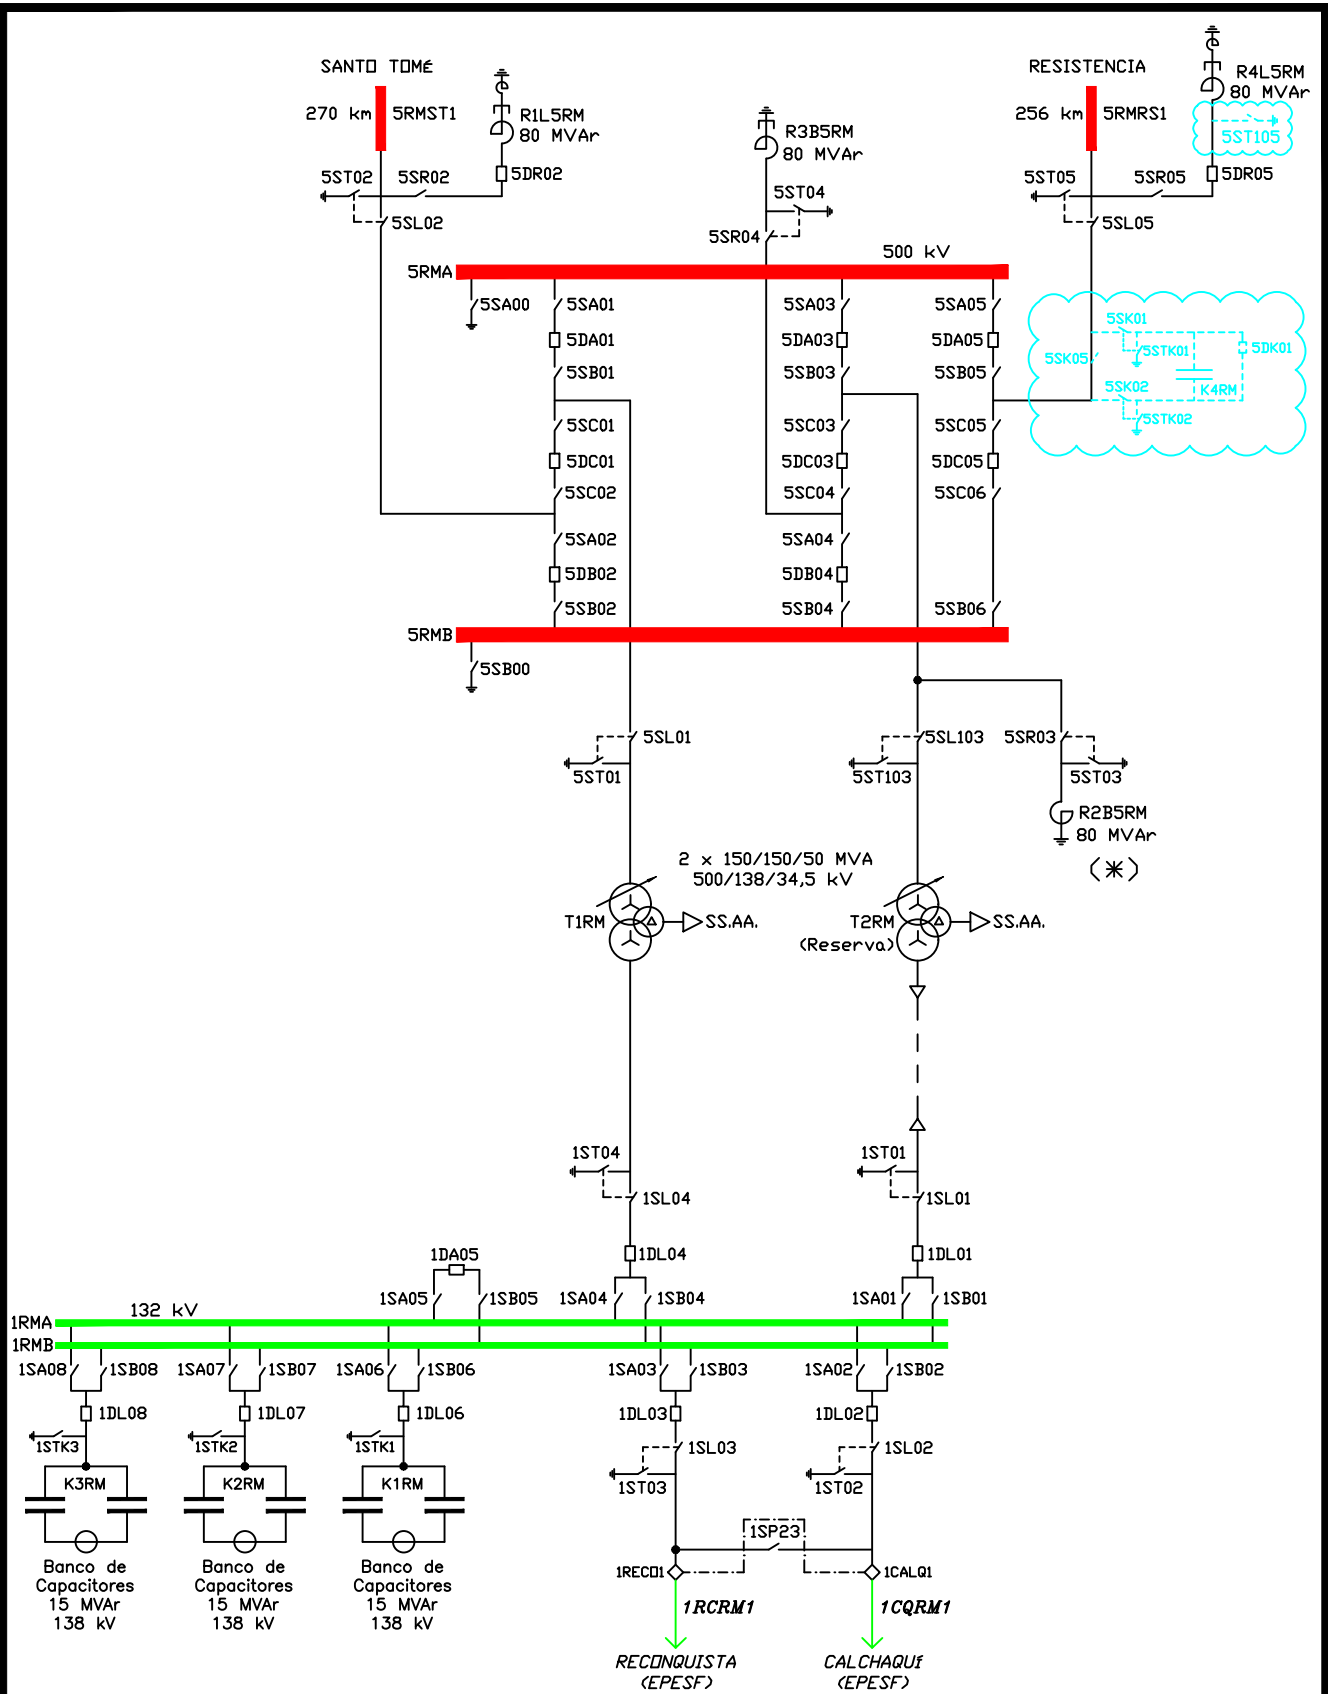 SANTO TOMÉ
270 km
5RMST1
R1L5RM
80 MVAr
5ST02
5SR02
5DR02
5SL02
R3B5RM
80 MVAr
5ST04
5SR04
RESISTENCIA
256 km
5RMRS1
R4L5RM
80 MVAr
5ST105
5ST05
5SR05
5DR05
5SL05
500 kV
5RMA
5SA00
5SA01
5DA01
5SB01
5SC01
5DC01
5SC02
5SA02
5DB02
5SB02
5SA03
5DA03
5SB03
5SC03
5DC03
5SC04
5SA04
5DB04
5SB04
5SA05
5DA05
5SB05
5SC05
5DC05
5SC06
5SB06
5SK01
5SK05
5STK01
5DK01
5SK02
K4RM
5STK02
5RMB
5SB00
5SL01
5ST01
5SL103
5ST103
5SR03
5ST03
R2B5RM
80 MVAr
(*)
2 x 150/150/50 MVA
500/138/34,5 kV
T1RM
SS.AA.
T2RM
(Reserva)
SS.AA.
1ST04
1SL04
1DL04
1SA04
1SB04
1ST01
1SL01
1DL01
1SA01
1SB01
1DA05
1SA05
1SB05
132 kV
1RMA
1RMB
1SA08
1SB08
1DL08
1STK3
K3RM
Banco de
Capacitores
15 MVAr
138 kV
1SA07
1SB07
1DL07
1STK2
K2RM
Banco de
Capacitores
15 MVAr
138 kV
1SA06
1SB06
1DL06
1STK1
K1RM
Banco de
Capacitores
15 MVAr
138 kV
1SA03
1SB03
1DL03
1SL03
1ST03
1SA02
1SB02
1DL02
1SL02
1ST02
1SP23
1RECO1
1CALQ1
1RCRM1
1CQRM1
RECONQUISTA
(EPESF)
CALCHAQUÍ
(EPESF)